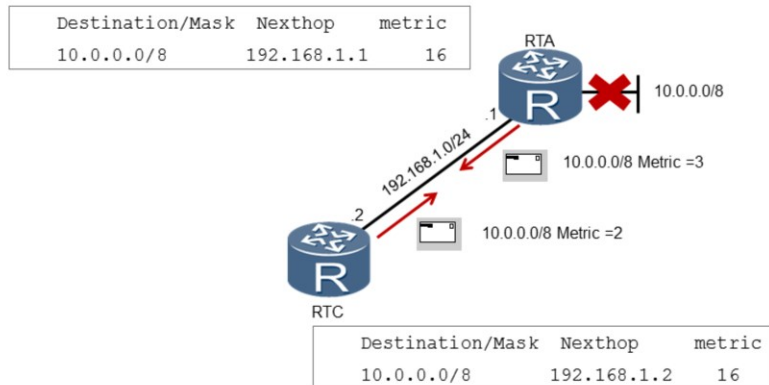 Destination/Mask Nexthop metric
10.0.0.0/8 192.168.1.1 16
RTA
R
10.0.0.0/8
.1
192.168.1.0/24
10.0.0.0/8 Metric =3
.2
10.0.0.0/8 Metric =2
R
RTC
Destination/Mask Nexthop metric
10.0.0.0/8 192.168.1.2 16